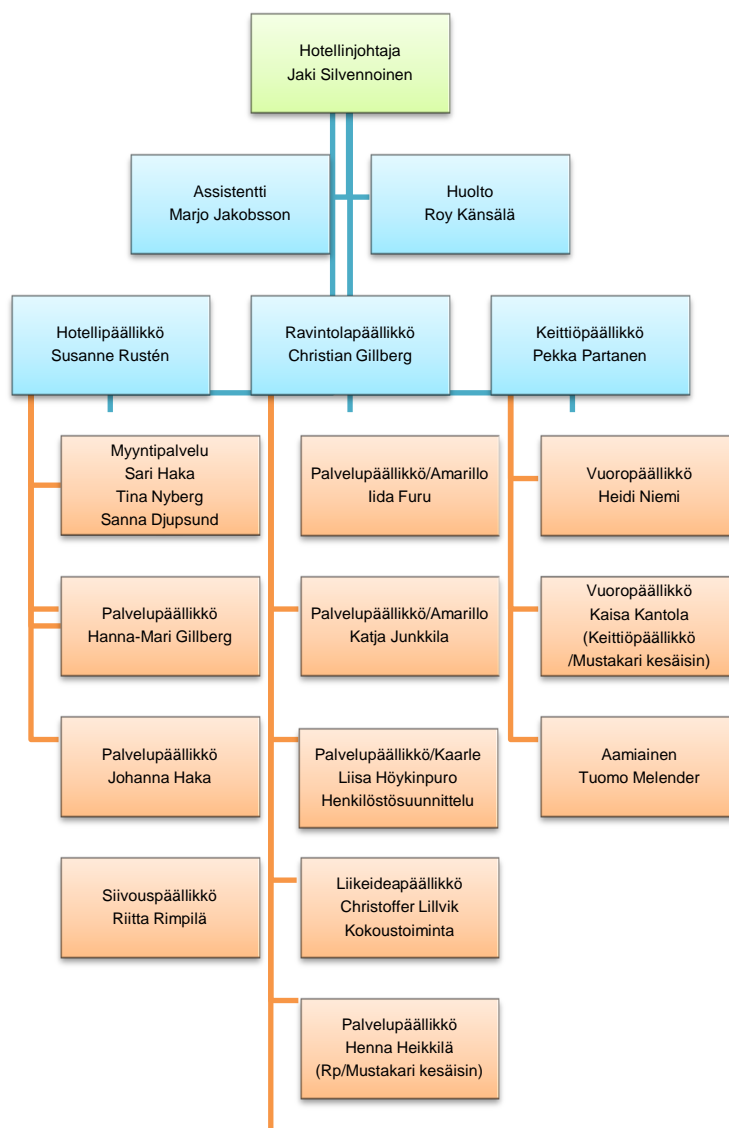 Hotellinjohtaja
Jaki Silvennoinen
Assistentti
Marjo Jakobsson
Huolto
Roy Känsälä
Hotellipäällikkö
Susanne Rustén
Ravintolapäällikkö
Christian Gillberg
Keittiöpäällikkö
Pekka Partanen
Myyntipalvelu
Sari Haka
Tina Nyberg
Sanna Djupsund
Palvelupäällikkö/Amarillo
Iida Furu
Vuoropäällikkö
Heidi Niemi
Palvelupäällikkö
Hanna-Mari Gillberg
Palvelupäällikkö/Amarillo
Katja Junkkila
Vuoropäällikkö
Kaisa Kantola
(Keittiöpäällikkö
/Mustakari kesäisin)
Palvelupäällikkö
Johanna Haka
Palvelupäällikkö/Kaarle
Liisa Höykinpuro
Henkilöstösuunnittelu
Aamiainen
Tuomo Melender
Siivouspäällikkö
Riitta Rimpilä
Liikeideapäällikkö
Christoffer Lillvik
Kokoustoiminta
Palvelupäällikkö
Henna Heikkilä
(Rp/Mustakari kesäisin)